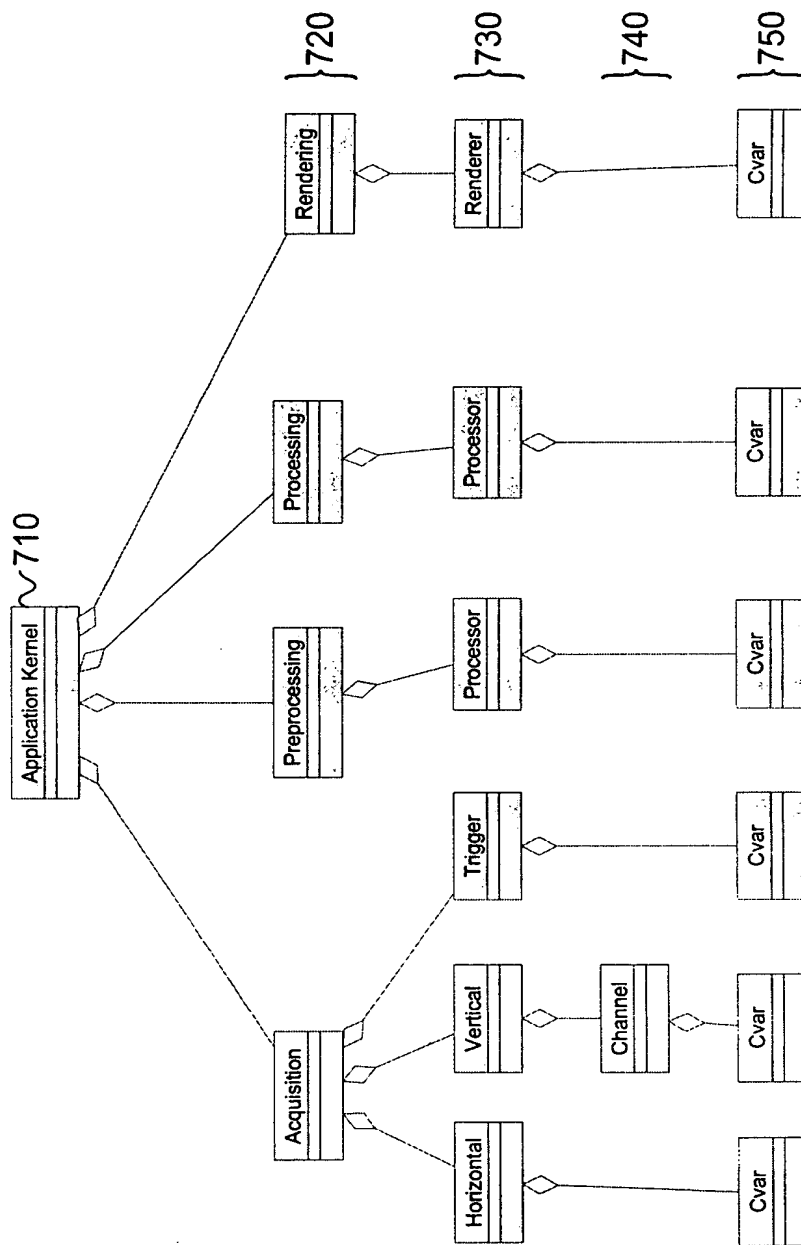 Application Kernel
710
Acquisition
Preprocessing
Processing
Rendering
720
Horizontal
Vertical
Trigger
Processor
Processor
Renderer
730
Channel
740
Cvar
Cvar
Cvar
Cvar
Cvar
Cvar
750